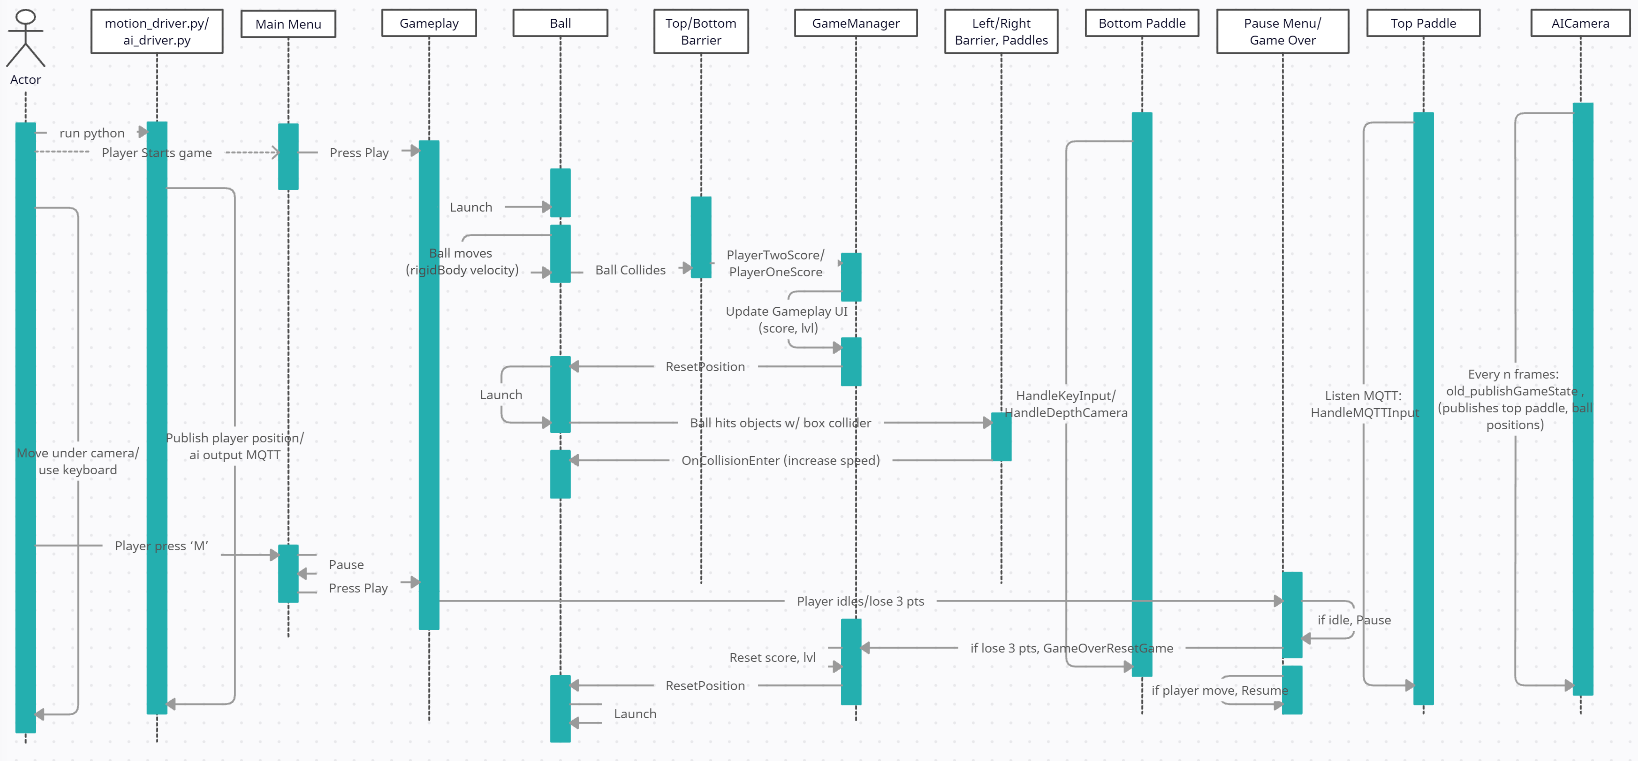 motion_driver.py/
ai_driver.py
Main Menu
Gameplay
Ball
Top/Bottom
Barrier
GameManager
Left/Right
Barrier, Paddles
Bottom Paddle
Pause Menu/
Game Over
Top Paddle
AICamera
Actor
run python
Player Starts game
Press Play
Launch
Ball moves
(rigidBody velocity)
Ball Collides
PlayerTwoScore/
PlayerOneScore
Update Gameplay UI
(score, lvl)
ResetPosition
Launch
HandleKeyInput/
HandleDepthCamera
Listen MQTT:
HandleMQTTInput
Every n frames:
old_publishGameState ,
(publishes top paddle, ball
positions)
Ball hits objects w/ box collider
Move under camera/
use keyboard
Publish player position/
ai output MQTT
OnCollisionEnter (increase speed)
Player press ‘M’
Pause
Press Play
Player idles/lose 3 pts
if idle, Pause
if lose 3 pts, GameOverResetGame
Reset score, lvl
ResetPosition
if player move, Resume
Launch